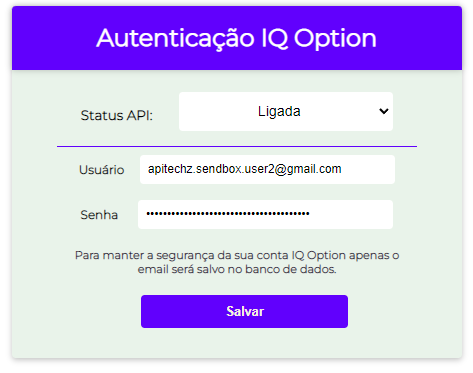 Autenticação IQ Option
Status API: Ligada
Usuário apitechz.sendbox.user2@gmail.com
Senha •••••••••••••••••••••••••••••••••••••••
Para manter a segurança da sua conta IQ Option apenas o
email será salvo no banco de dados.
Salvar